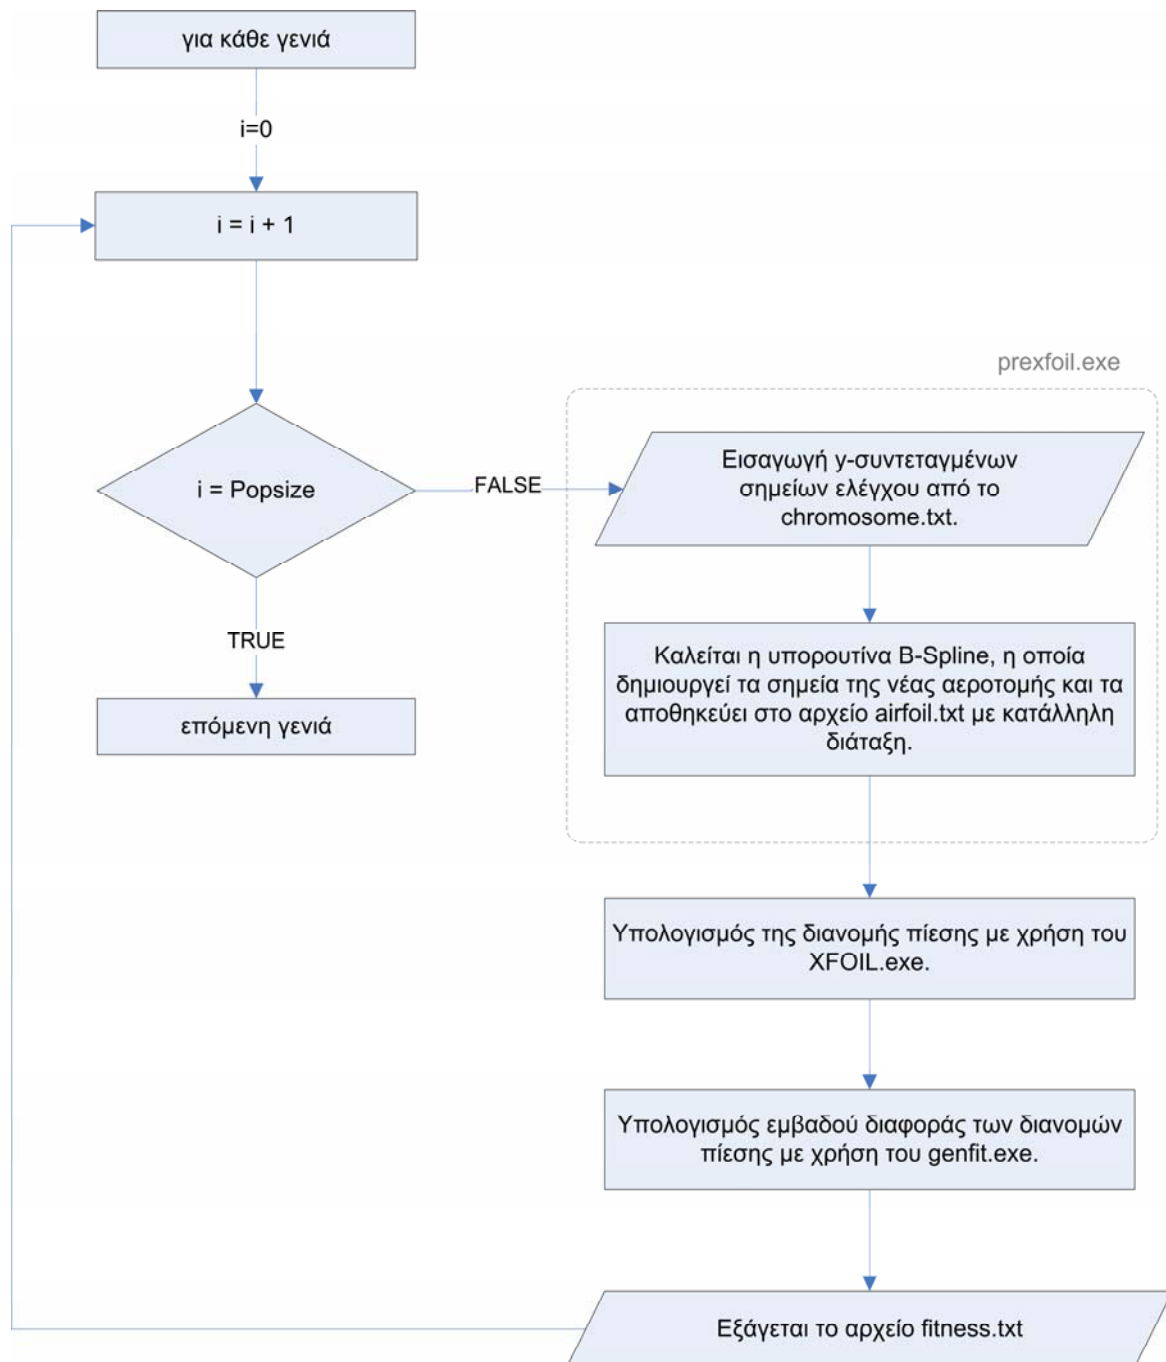 για κάθε γενιά
i=0
i = i + 1
prexfoil.exe
i = Popsize
FALSE
Εισαγωγή y-συντεταγμένων
σημείων ελέγχου από το
chromosome.txt.
TRUE
Καλείται η υπορουτίνα B-Spline, η οποία
δημιουργεί τα σημεία της νέας αεροτομής και τα
αποθηκεύει στο αρχείο airfoil.txt με κατάλληλη
διάταξη.
επόμενη γενιά
Υπολογισμός της διανομής πίεσης με χρήση του
XFOIL.exe.
Υπολογισμός εμβαδού διαφοράς των διανομών
πίεσης με χρήση του genfit.exe.
Εξάγεται το αρχείο fitness.txt